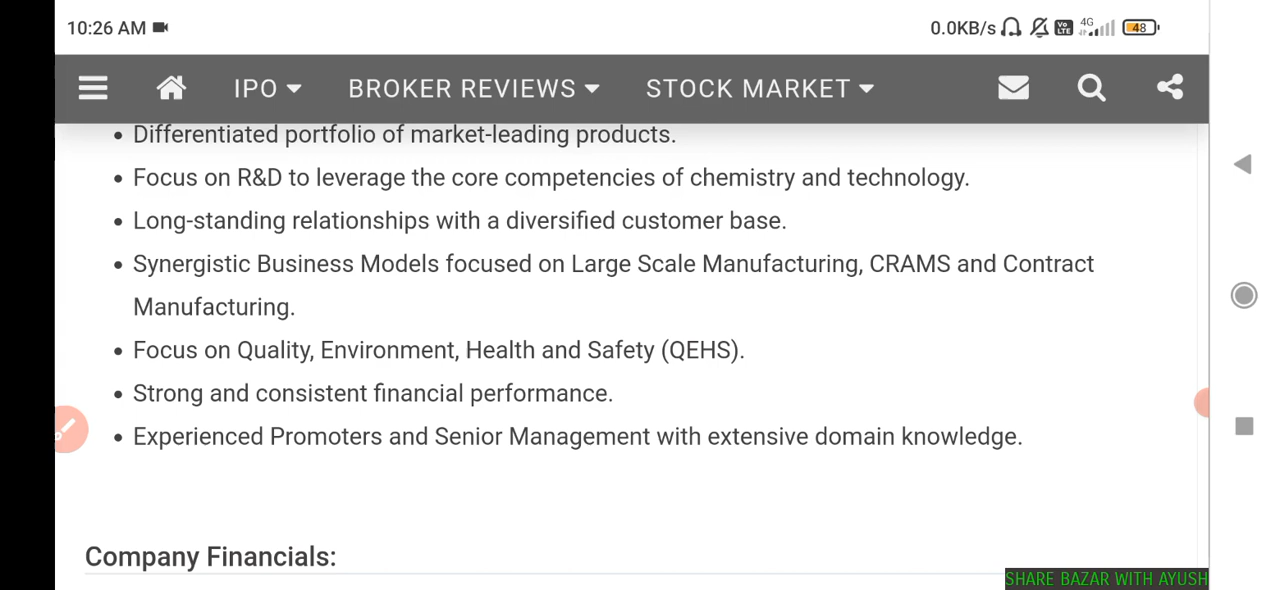 10:26 AM 0.0KB/s Vo LTE 4G 48
IPO BROKER REVIEWS STOCK MARKET
• Differentiated portfolio of market-leading products.
• Focus on R&D to leverage the core competencies of chemistry and technology.
• Long-standing relationships with a diversified customer base.
• Synergistic Business Models focused on Large Scale Manufacturing, CRAMS and Contract
Manufacturing.
• Focus on Quality, Environment, Health and Safety (QEHS).
• Strong and consistent financial performance.
• Experienced Promoters and Senior Management with extensive domain knowledge.
Company Financials:
SHARE BAZAR WITH AYUSH